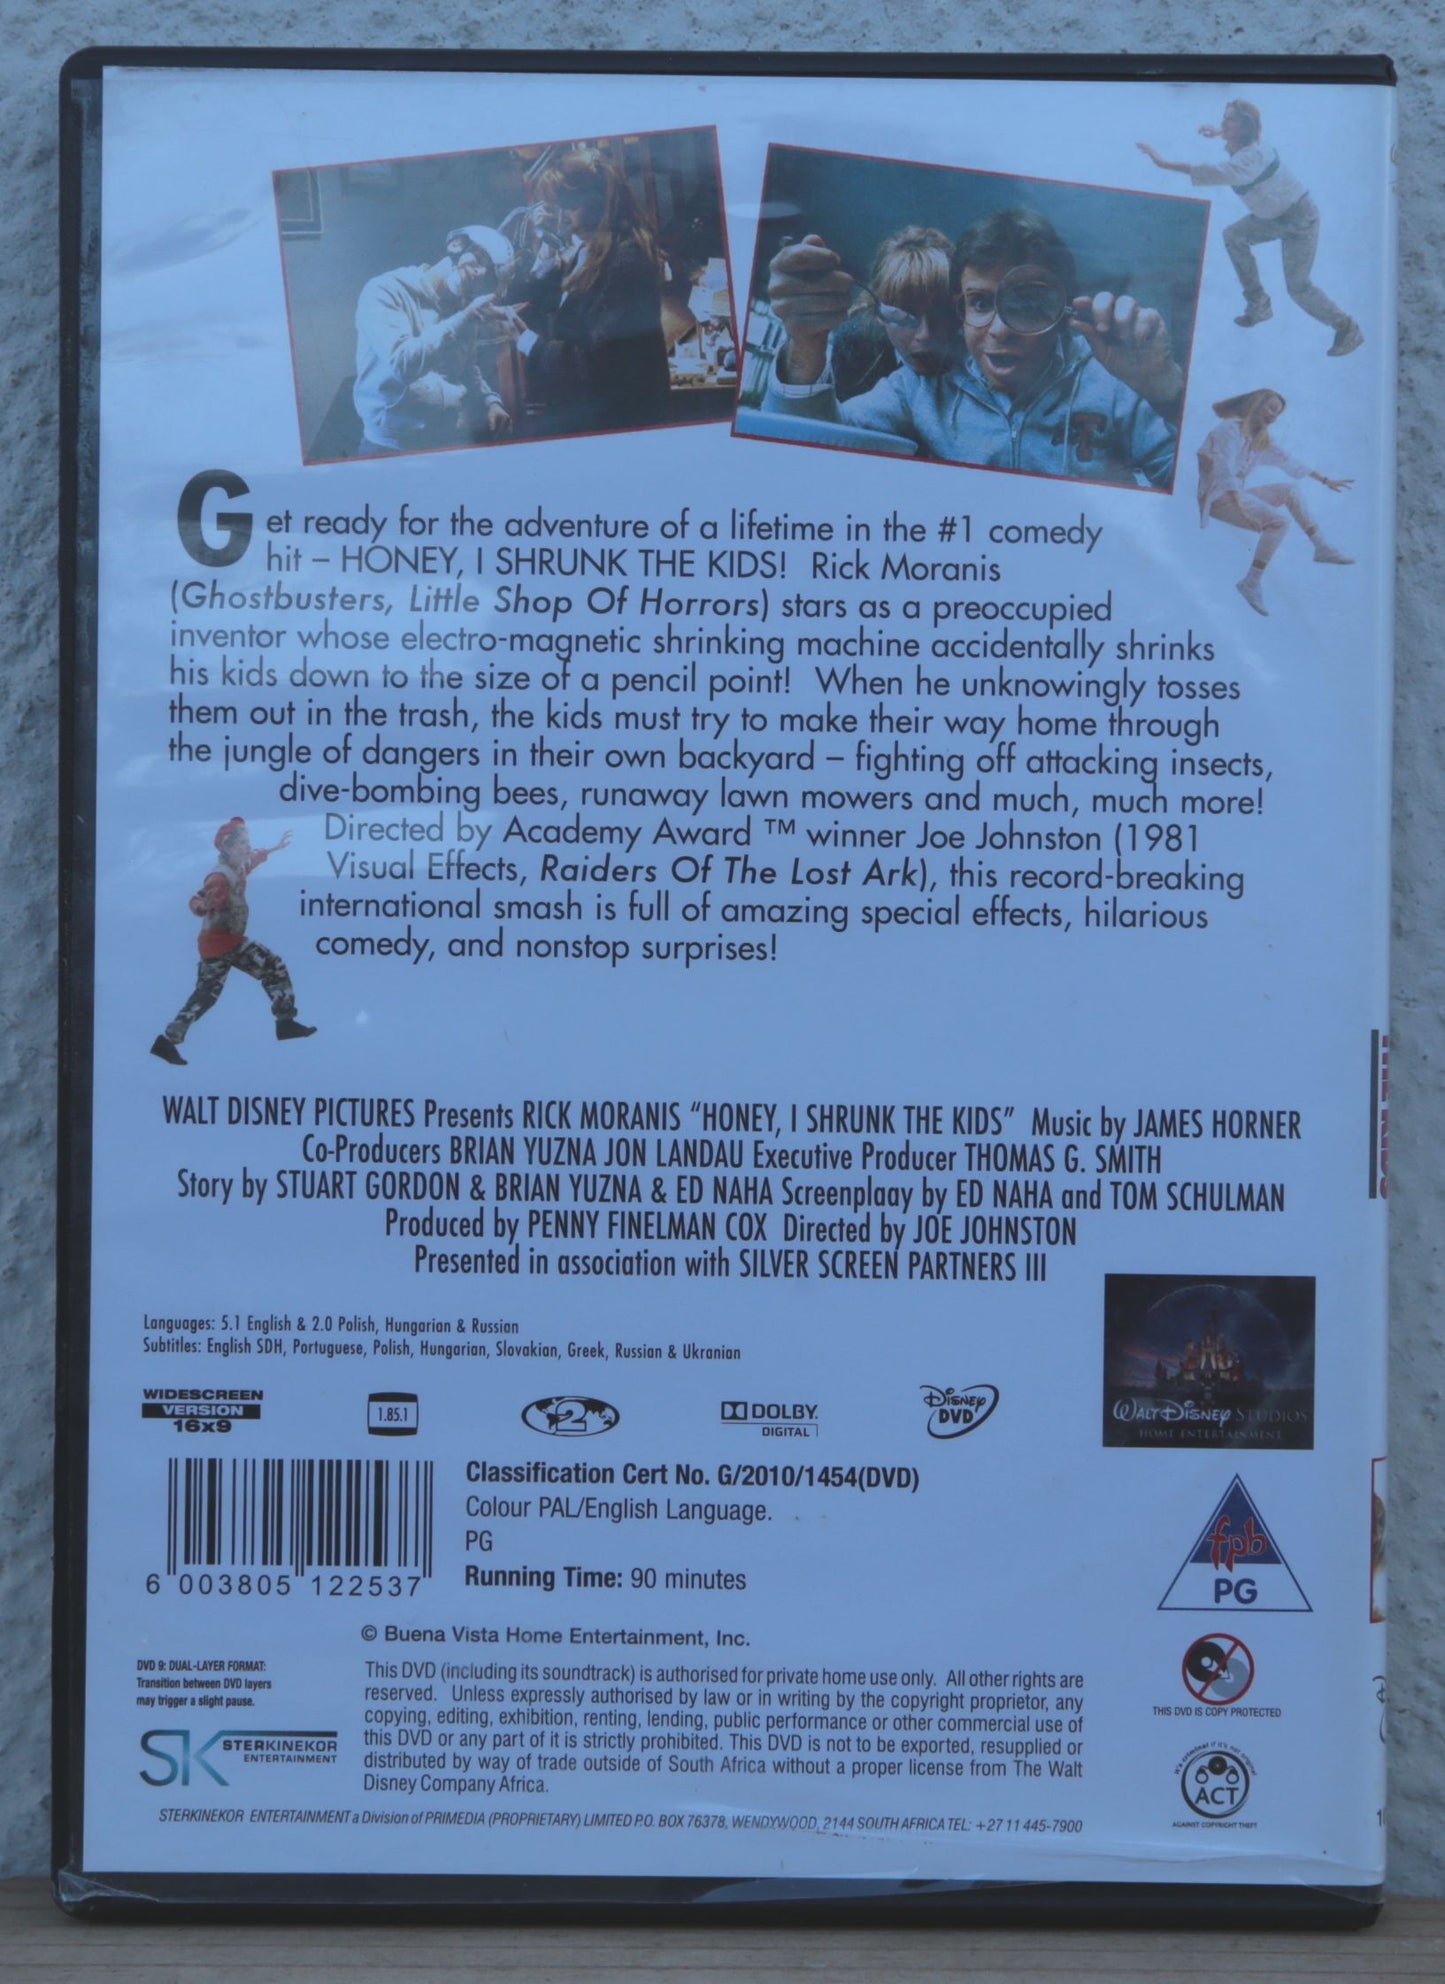 Get ready for the adventure of a lifetime in the #1 comedy
hit – HONEY, I SHRUNK THE KIDS! Rick Moranis
(Ghostbusters, Little Shop Of Horrors) stars as a preoccupied
inventor whose electro-magnetic shrinking machine accidentally shrinks
his kids down to the size of a pencil point! When he unknowingly tosses
them out in the trash, the kids must try to make their way home through
the jungle of dangers in their own backyard – fighting off attacking insects,
dive-bombing bees, runaway lawn mowers and much, much more!
Directed by Academy Award ™ winner Joe Johnston (1981
Visual Effects, Raiders Of The Lost Ark), this record-breaking
international smash is full of amazing special effects, hilarious
comedy, and nonstop surprises!
WALT DISNEY PICTURES Presents RICK MORANIS "HONEY, I SHRUNK THE KIDS" Music by JAMES HORNER
Co-Producers BRIAN YUZNA JON LANDAU Executive Producer THOMAS G. SMITH
Story by STUART GORDON & BRIAN YUZNA & ED NAHA Screenplaay by ED NAHA and TOM SCHULMAN
Produced by PENNY FINELMAN COX Directed by JOE JOHNSTON
Presented in association with SILVER SCREEN PARTNERS III
Languages: 5.1 English & 2.0 Polish, Hungarian & Russian
Subtitles: English SDH, Portuguese, Polish, Hungarian, Slovakian, Greek, Russian & Ukranian
WIDESCREEN
VERSION
16x9
1.85.1
2
DOLBY
DIGITAL
Disney
DVD
WALT DISNEY STUDIOS
HOME ENTERTAINMENT
6 003805 122537
Classification Cert No. G/2010/1454(DVD)
Colour PAL/English Language.
PG
Running Time: 90 minutes
fpb
PG
© Buena Vista Home Entertainment, Inc.
DVD 9: DUAL-LAYER FORMAT:
Transition between DVD layers
may trigger a slight pause.
SK STERKINEKOR
ENTERTAINMENT
This DVD (including its soundtrack) is authorised for private home use only. All other rights are
reserved. Unless expressly authorised by law or in writing by the copyright proprietor, any
copying, editing, exhibition, renting, lending, public performance or other commercial use of
this DVD or any part of it is strictly prohibited. This DVD is not to be exported, resupplied or
distributed by way of trade outside of South Africa without a proper license from The Walt
Disney Company Africa.
THIS DVD IS COPY PROTECTED
It's criminal if it's not original
ACT
AGAINST COPYRIGHT THEFT
STERKINEKOR ENTERTAINMENT a Division of PRIMEDIA (PROPRIETARY) LIMITED P.O. BOX 76378, WENDYWOOD, 2144 SOUTH AFRICA TEL: +27 11 445-7900